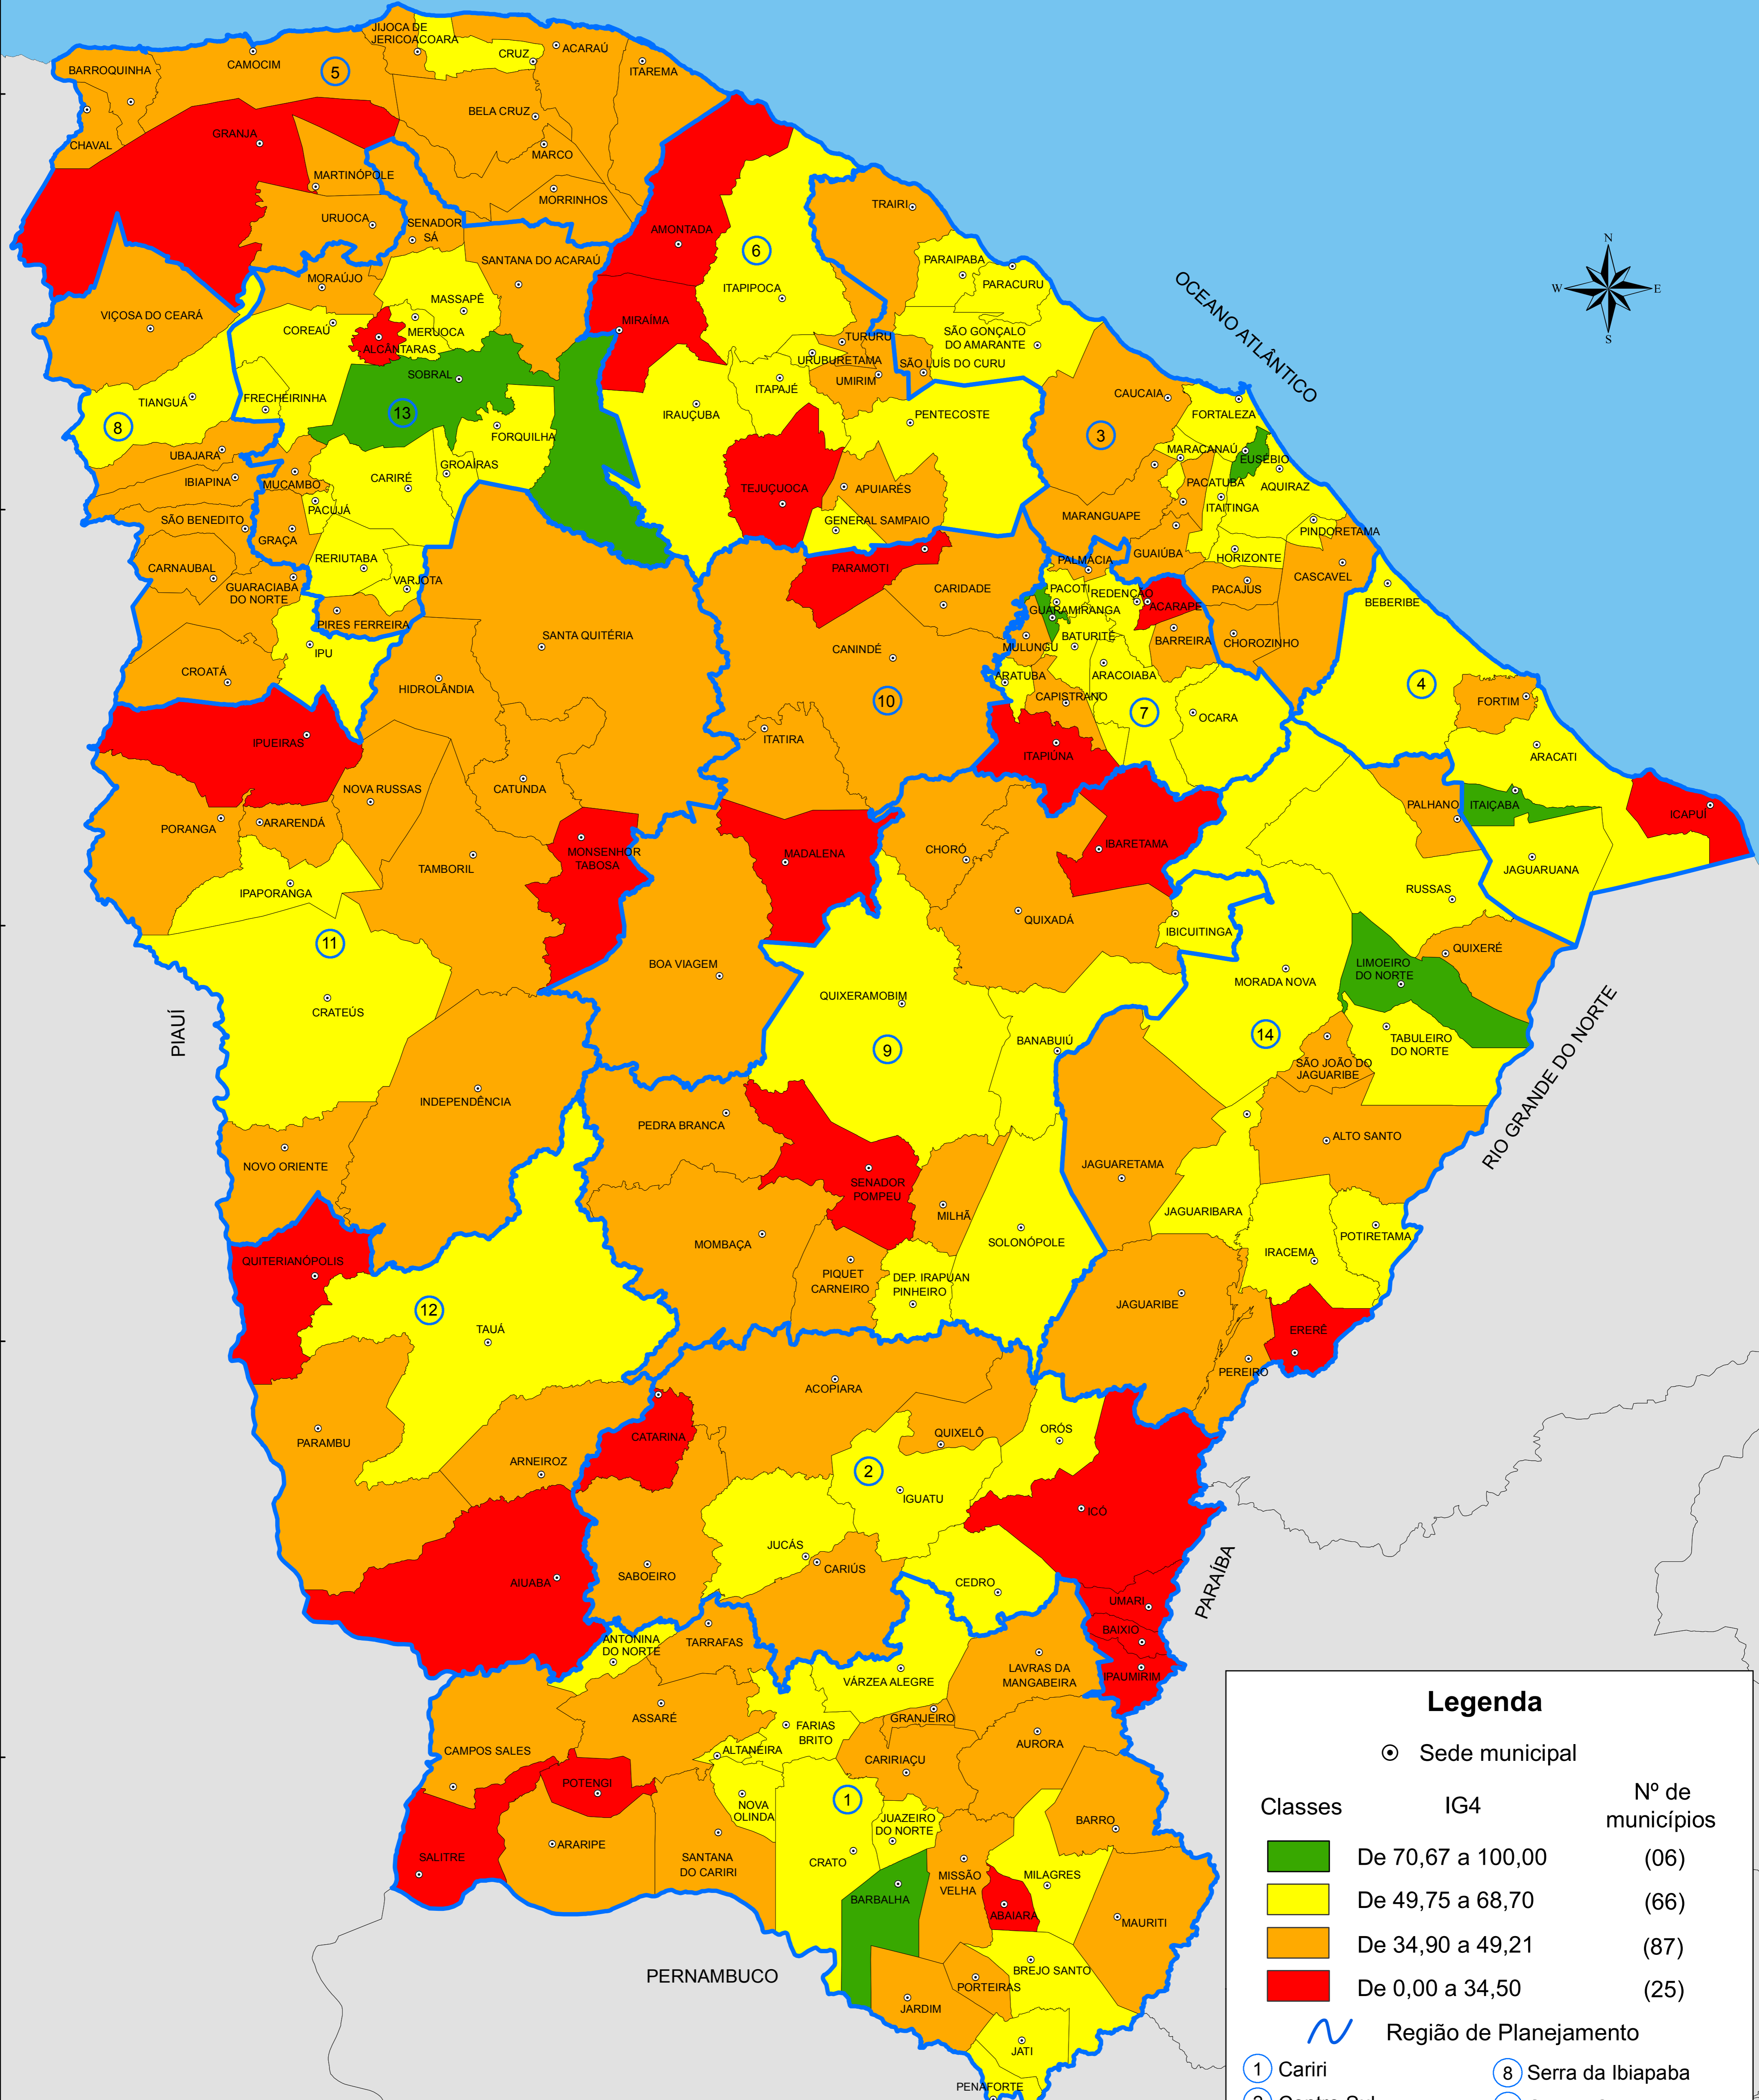 JIJOCA DE
JERICOACOARA
CRUZ
ACARAÚ
BARROQUINHA
CAMOCIM
5
ITAREMA
BELA CRUZ
GRANJA
CHAVAL
MARCO
MARTINÓPOLE
MORRINHOS
URUOCA
SENADOR
SÁ
TRAIRI
AMONTADA
6
N
W
E
S
SANTANA DO ACARAÚ
PARAIPABA
MORAÚJO
ITAPIPOCA
PARACURU
OCEANO ATLÂNTICO
MASSAPÊ
VIÇOSA DO CEARÁ
MIRAÍMA
COREAÚ
MERUOCA
SÃO GONÇALO
DO AMARANTE
TURURU
ALCÂNTARAS
URUBURETAMA
SÃO LUÍS DO CURU
SOBRAL
UMIRIM
ITAPAJÉ
CAUCAIA
FRECHEIRINHA
TIANGUÁ
13
IRAUÇUBA
PENTECOSTE
FORTALEZA
8
3
FORQUILHA
MARACANAÚ
UBAJARA
EUSÉBIO
GROAÍRAS
IBIAPINA
MUCAMBO
CARIRÉ
TEJUÇUOCA
APUIARÉS
PACATUBA
AQUIRAZ
PACUJÁ
ITAITINGA
SÃO BENEDITO
GENERAL SAMPAIO
MARANGUAPE
PINDORETAMA
GRAÇA
RERIUTABA
PALMÁCIA
GUAIÚBA
HORIZONTE
CARNAUBAL
PARAMOTI
VARJOTA
CASCAVEL
GUARACIABA
DO NORTE
CARIDADE
PACOTI
REDENÇÃO
PACAJUS
BEBERIBE
GUARAMIRANGA
ACARAPE
PIRES FERREIRA
SANTA QUITÉRIA
BATURITÉ
BARREIRA
CHOROZINHO
IPU
CANINDÉ
MULUNGU
CROATÁ
ARATUBA
ARACOIABA
HIDROLÂNDIA
CAPISTRANO
4
10
7
FORTIM
OCARA
IPUEIRAS
ITATIRA
ITAPIÚNA
ARACATI
NOVA RUSSAS
CATUNDA
PALHANO
ITAIÇABA
PORANGA
ARARENDÁ
ICAPUÍ
IBARETAMA
MONSENHOR
TABOSA
MADALENA
CHORÓ
TAMBORIL
JAGUARUANA
IPAPORANGA
RUSSAS
QUIXADÁ
IBICUITINGA
11
QUIXERÉ
BOA VIAGEM
LIMOEIRO
DO NORTE
MORADA NOVA
QUIXERAMOBIM
CRATEÚS
PIAUÍ
14
RIO GRANDE DO NORTE
9
BANABUIÚ
TABULEIRO
DO NORTE
SÃO JOÃO DO
JAGUARIBE
INDEPENDÊNCIA
PEDRA BRANCA
ALTO SANTO
NOVO ORIENTE
JAGUARETAMA
SENADOR
POMPEU
JAGUARIBARA
MILHÃ
MOMBAÇA
SOLONÓPOLE
POTIRETAMA
IRACEMA
QUITERIANÓPOLIS
PIQUET
CARNEIRO
DEP. IRAPUAN
PINHEIRO
12
JAGUARIBE
TAUÁ
ERERÊ
PEREIRO
ACOPIARA
ORÓS
QUIXELÔ
CATARINA
PARAMBU
ARNEIROZ
2
IGUATU
ICÓ
JUCÁS
CARIÚS
SABOEIRO
AIUABA
CEDRO
PARAÍBA
UMARI
BAIXIO
ANTONINA
DO NORTE
TARRAFAS
LAVRAS DA
MANGABEIRA
IPAUMIRIM
VÁRZEA ALEGRE
ASSARÉ
GRANJEIRO
FARIAS
BRITO
AURORA
CAMPOS SALES
ALTANEIRA
CARIRIAÇU
POTENGI
1
NOVA
OLINDA
JUAZEIRO
DO NORTE
BARRO
ARARIPE
SALITRE
SANTANA
DO CARIRI
CRATO
MISSÃO
VELHA
MILAGRES
BARBALHA
ABAIARA
MAURITI
PERNAMBUCO
BREJO SANTO
PORTEIRAS
JARDIM
JATI
PENAFORTE
Legenda
Sede municipal
Classes IG4 Nº de
municípios
De 70,67 a 100,00 (06)
De 49,75 a 68,70 (66)
De 34,90 a 49,21 (87)
De 0,00 a 34,50 (25)
Região de Planejamento
1 Cariri
8 Serra da Ibiapaba